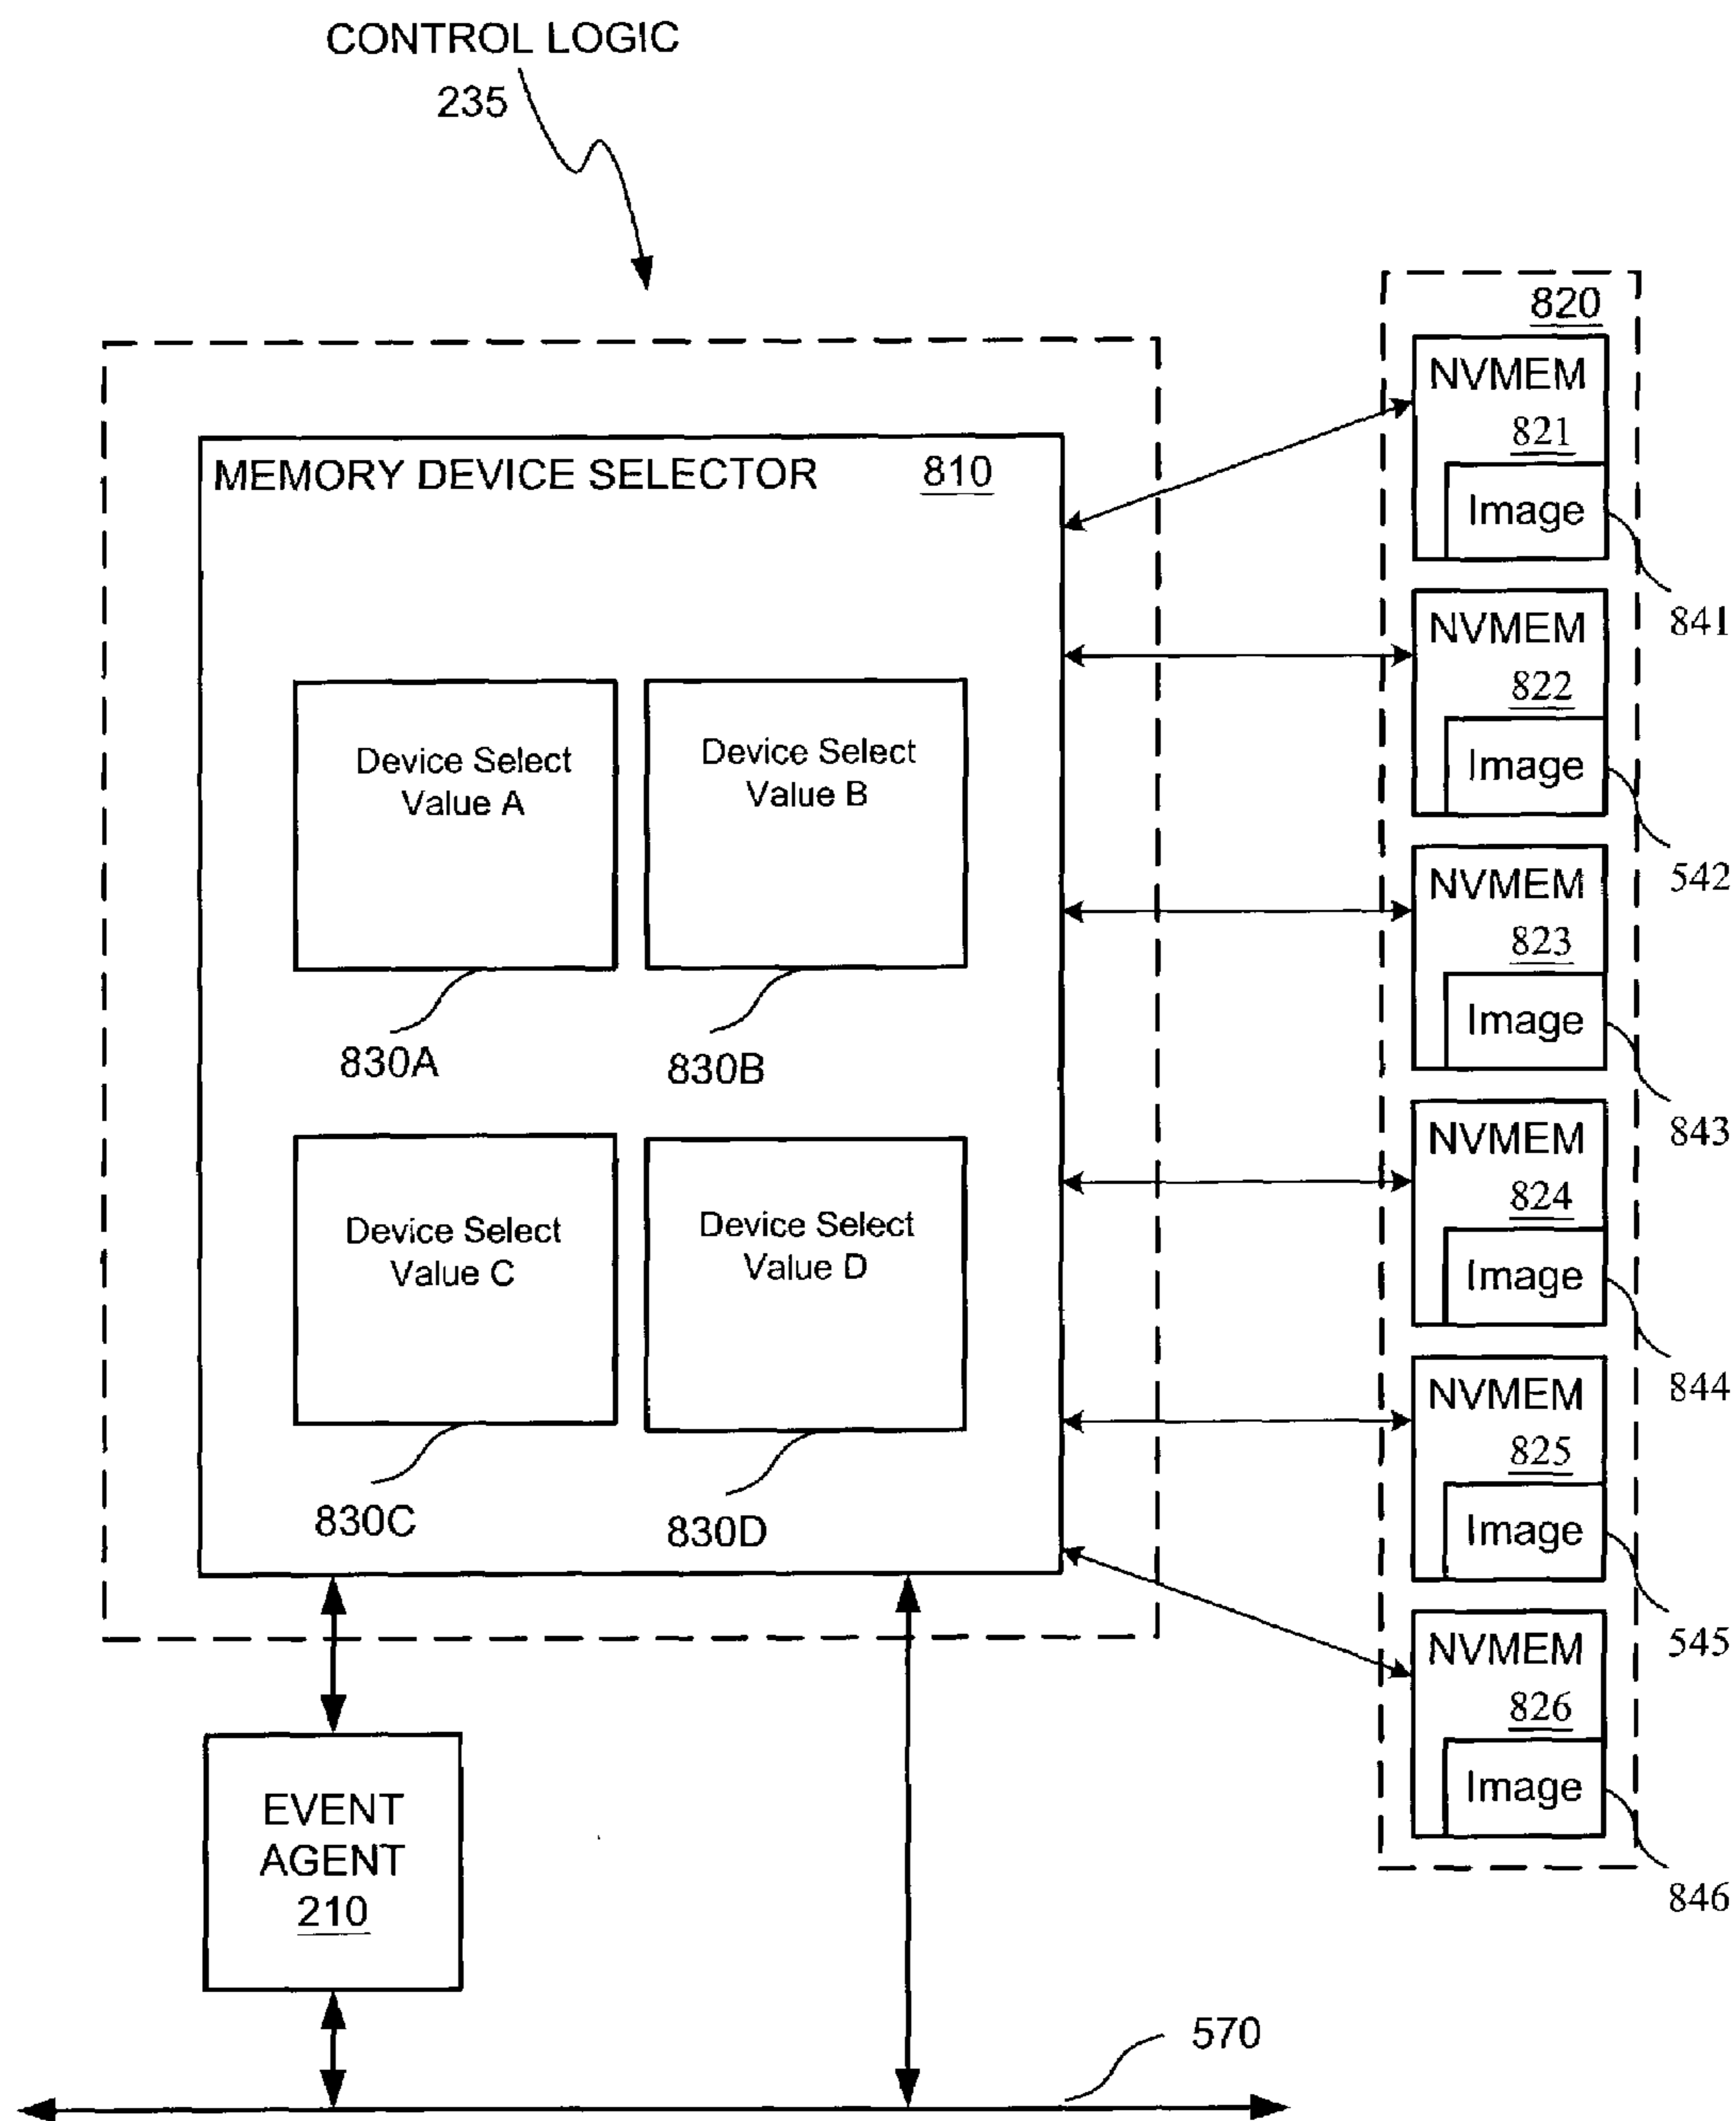 CONTROL LOGIC
235
820
MEMORY DEVICE SELECTOR 810
Device Select
Value A
830A
Device Select
Value B
830B
Device Select
Value C
830C
Device Select
Value D
830D
NVMEM
821
Image
841
NVMEM
822
Image
542
NVMEM
823
Image
843
NVMEM
824
Image
844
NVMEM
825
Image
545
NVMEM
826
Image
846
EVENT
AGENT
210
570